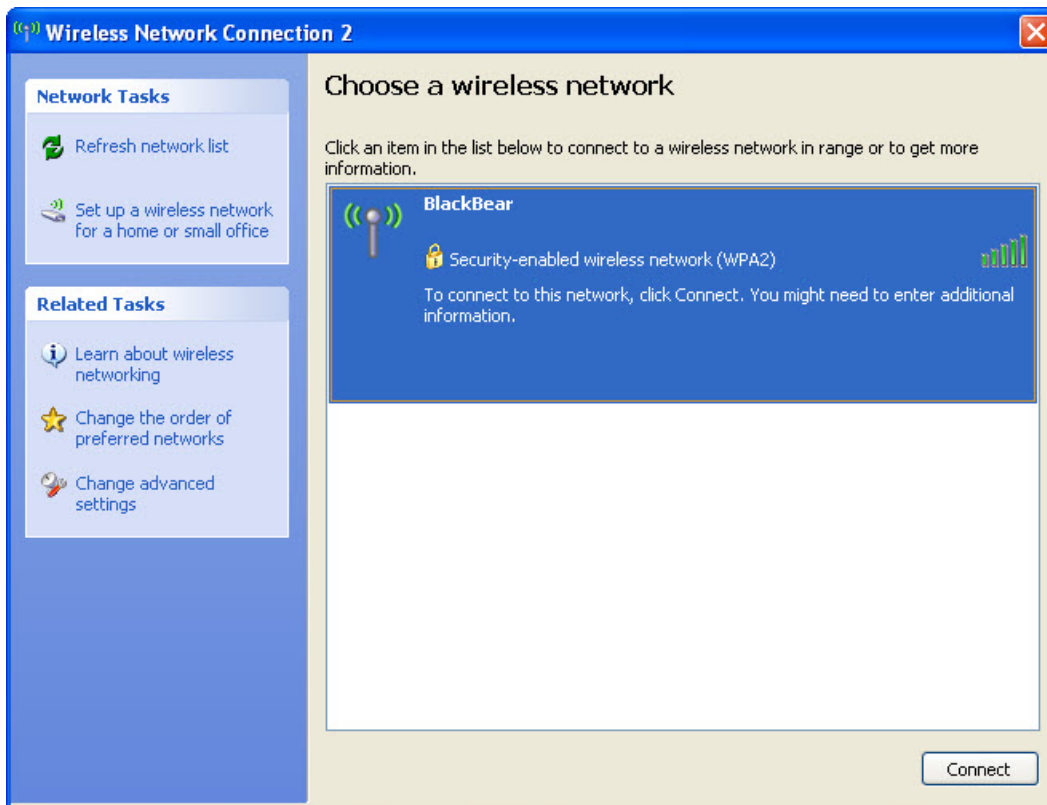 Wireless Network Connection 2
Network Tasks
Refresh network list
Set up a wireless network
for a home or small office
Related Tasks
Learn about wireless
networking
Change the order of
preferred networks
Change advanced
settings
Choose a wireless network
Click an item in the list below to connect to a wireless network in range or to get more
information.
BlackBear
Security-enabled wireless network (WPA2)
To connect to this network, click Connect. You might need to enter additional
information.
Connect